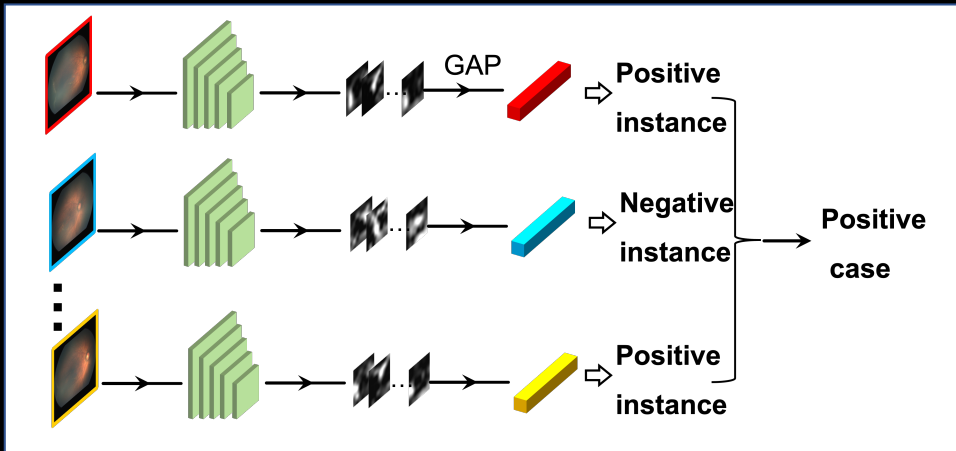 GAP
Positive
instance
Negative
instance
Positive
case
Positive
instance